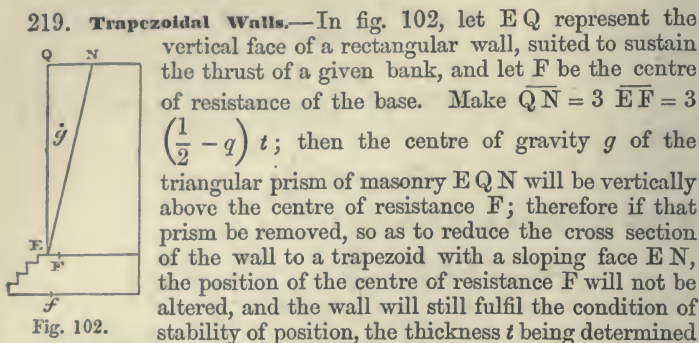 219. Trapezoidal Walls.—In fig. 102, let E Q represent the
vertical face of a rectangular wall, suited to sustain
the thrust of a given bank, and let F be the centre
of resistance of the base. Make Q̅N̅ = 3 E̅F̅ = 3
(1/2 − q) t; then the centre of gravity g of the
triangular prism of masonry E Q N will be vertically
above the centre of resistance F; therefore if that
prism be removed, so as to reduce the cross section
of the wall to a trapezoid with a sloping face E N,
the position of the centre of resistance F will not be
altered, and the wall will still fulfil the condition of
stability of position, the thickness t being determined
Q N
g
E
F
f
Fig. 102.